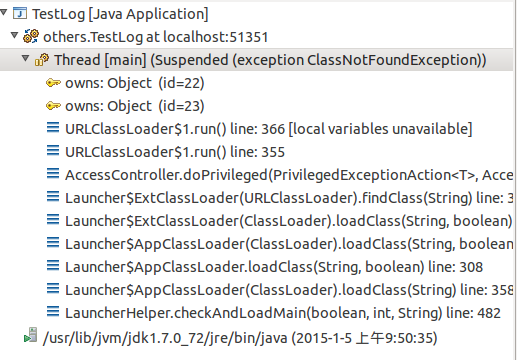 TestLog [Java Application]
others.TestLog at localhost:51351
Thread [main] (Suspended (exception ClassNotFoundException))
owns: Object (id=22)
owns: Object (id=23)
URLClassLoader$1.run() line: 366 [local variables unavailable]
URLClassLoader$1.run() line: 355
AccessController.doPrivileged(PrivilegedExceptionAction<T>, Acce
Launcher$ExtClassLoader(URLClassLoader).findClass(String) line: 3
Launcher$ExtClassLoader(ClassLoader).loadClass(String, boolean)
Launcher$AppClassLoader(ClassLoader).loadClass(String, boolean
Launcher$AppClassLoader.loadClass(String, boolean) line: 308
Launcher$AppClassLoader(ClassLoader).loadClass(String) line: 358
LauncherHelper.checkAndLoadMain(boolean, int, String) line: 482
/usr/lib/jvm/jdk1.7.0_72/jre/bin/java (2015-1-5 上午9:50:35)